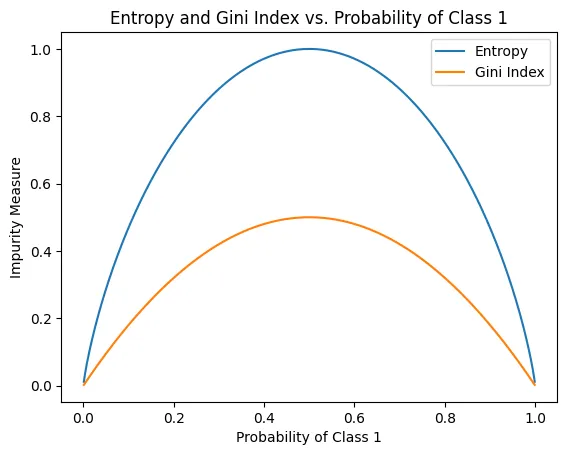 Entropy and Gini Index vs. Probability of Class 1
Entropy
Gini Index
Impurity Measure
1.0
0.8
0.6
0.4
0.2
0.0
0.0 0.2 0.4 0.6 0.8 1.0
Probability of Class 1